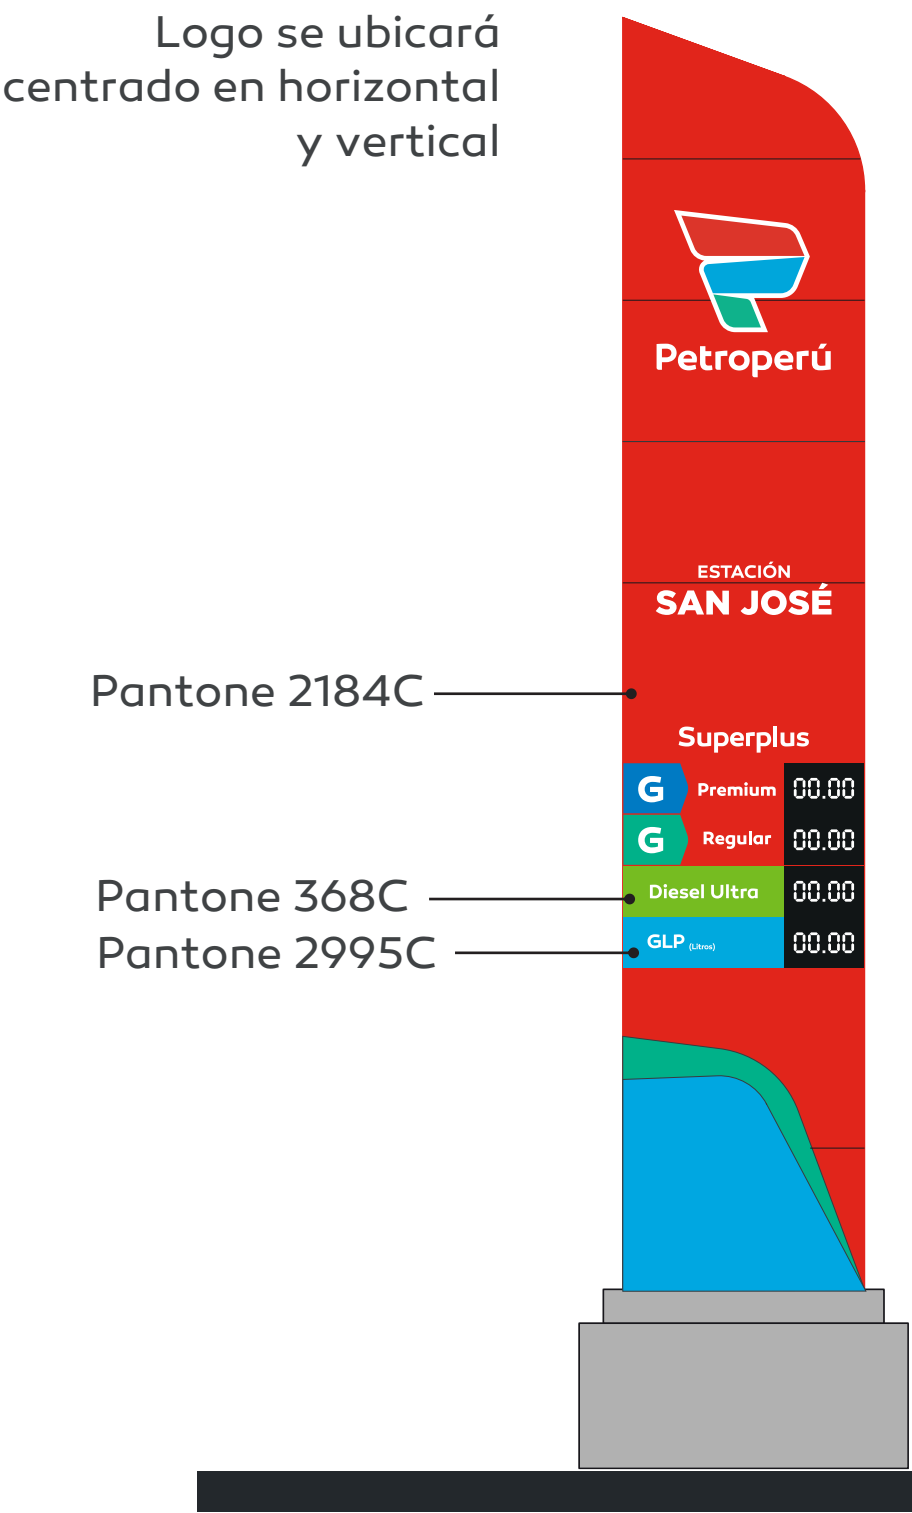 Logo se ubicará
centrado en horizontal
y vertical
Petroperú
ESTACIÓN
SAN JOSÉ
Pantone 2184C
Superplus
G Premium 00.00
G Regular 00.00
Pantone 368C
Diesel Ultra 00.00
Pantone 2995C
GLP (Litros) 00.00